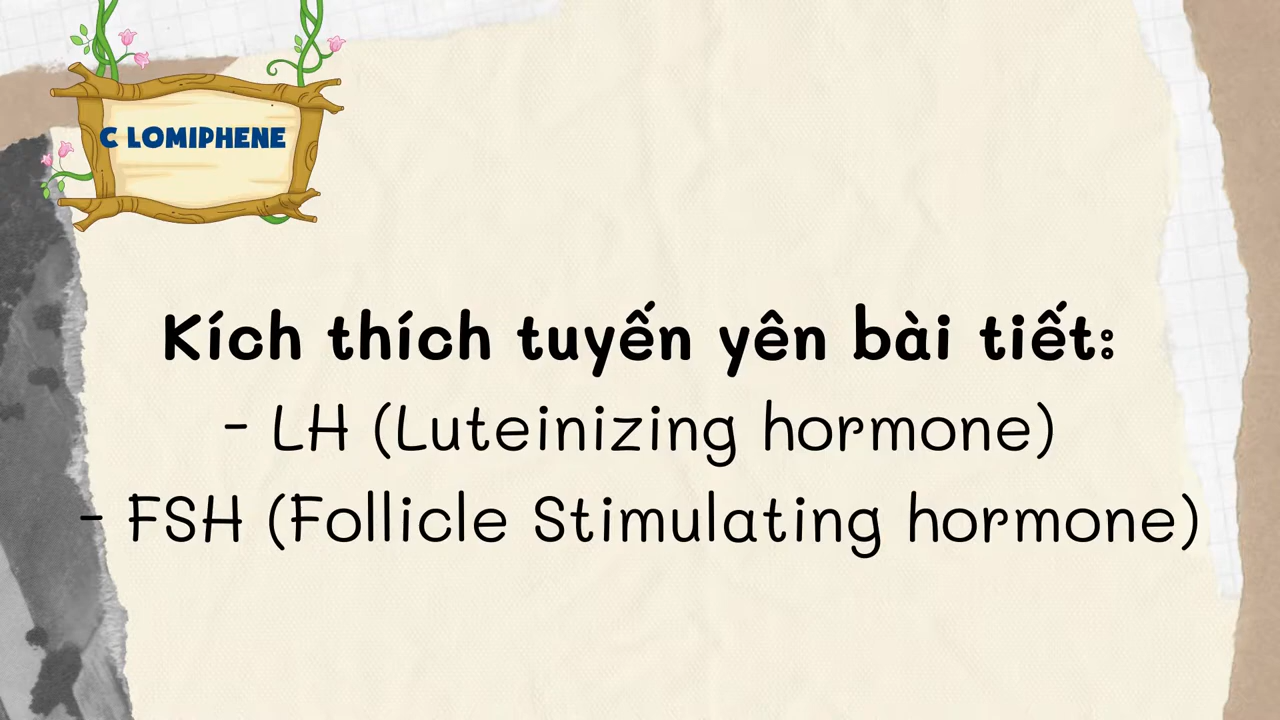 C LOMIPHENE
Kích thích tuyến yên bài tiết:
- LH (Luteinizing hormone)
- FSH (Follicle Stimulating hormone)